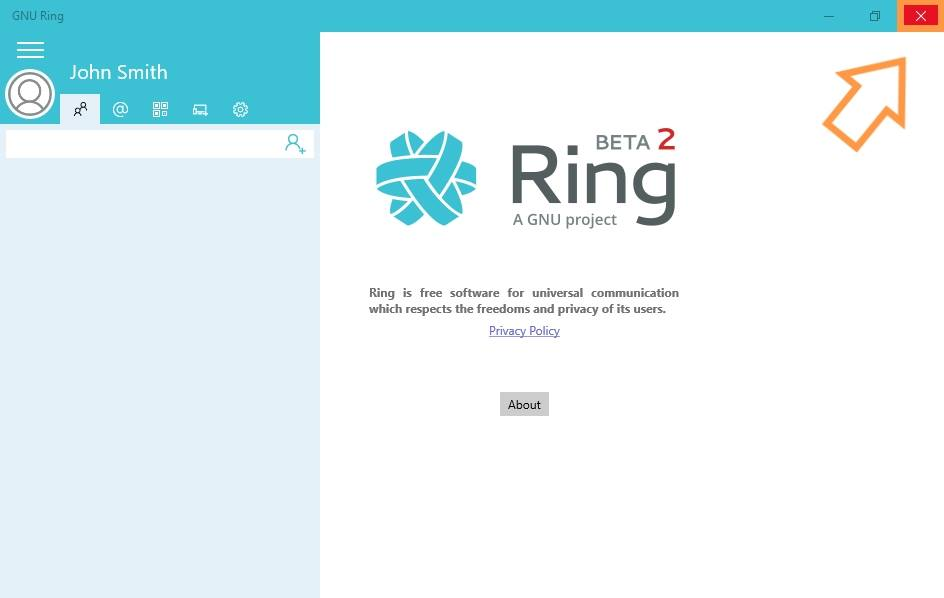 GNU Ring
John Smith
BETA 2
Ring
A GNU project
Ring is free software for universal communication
which respects the freedoms and privacy of its users.
Privacy Policy
About